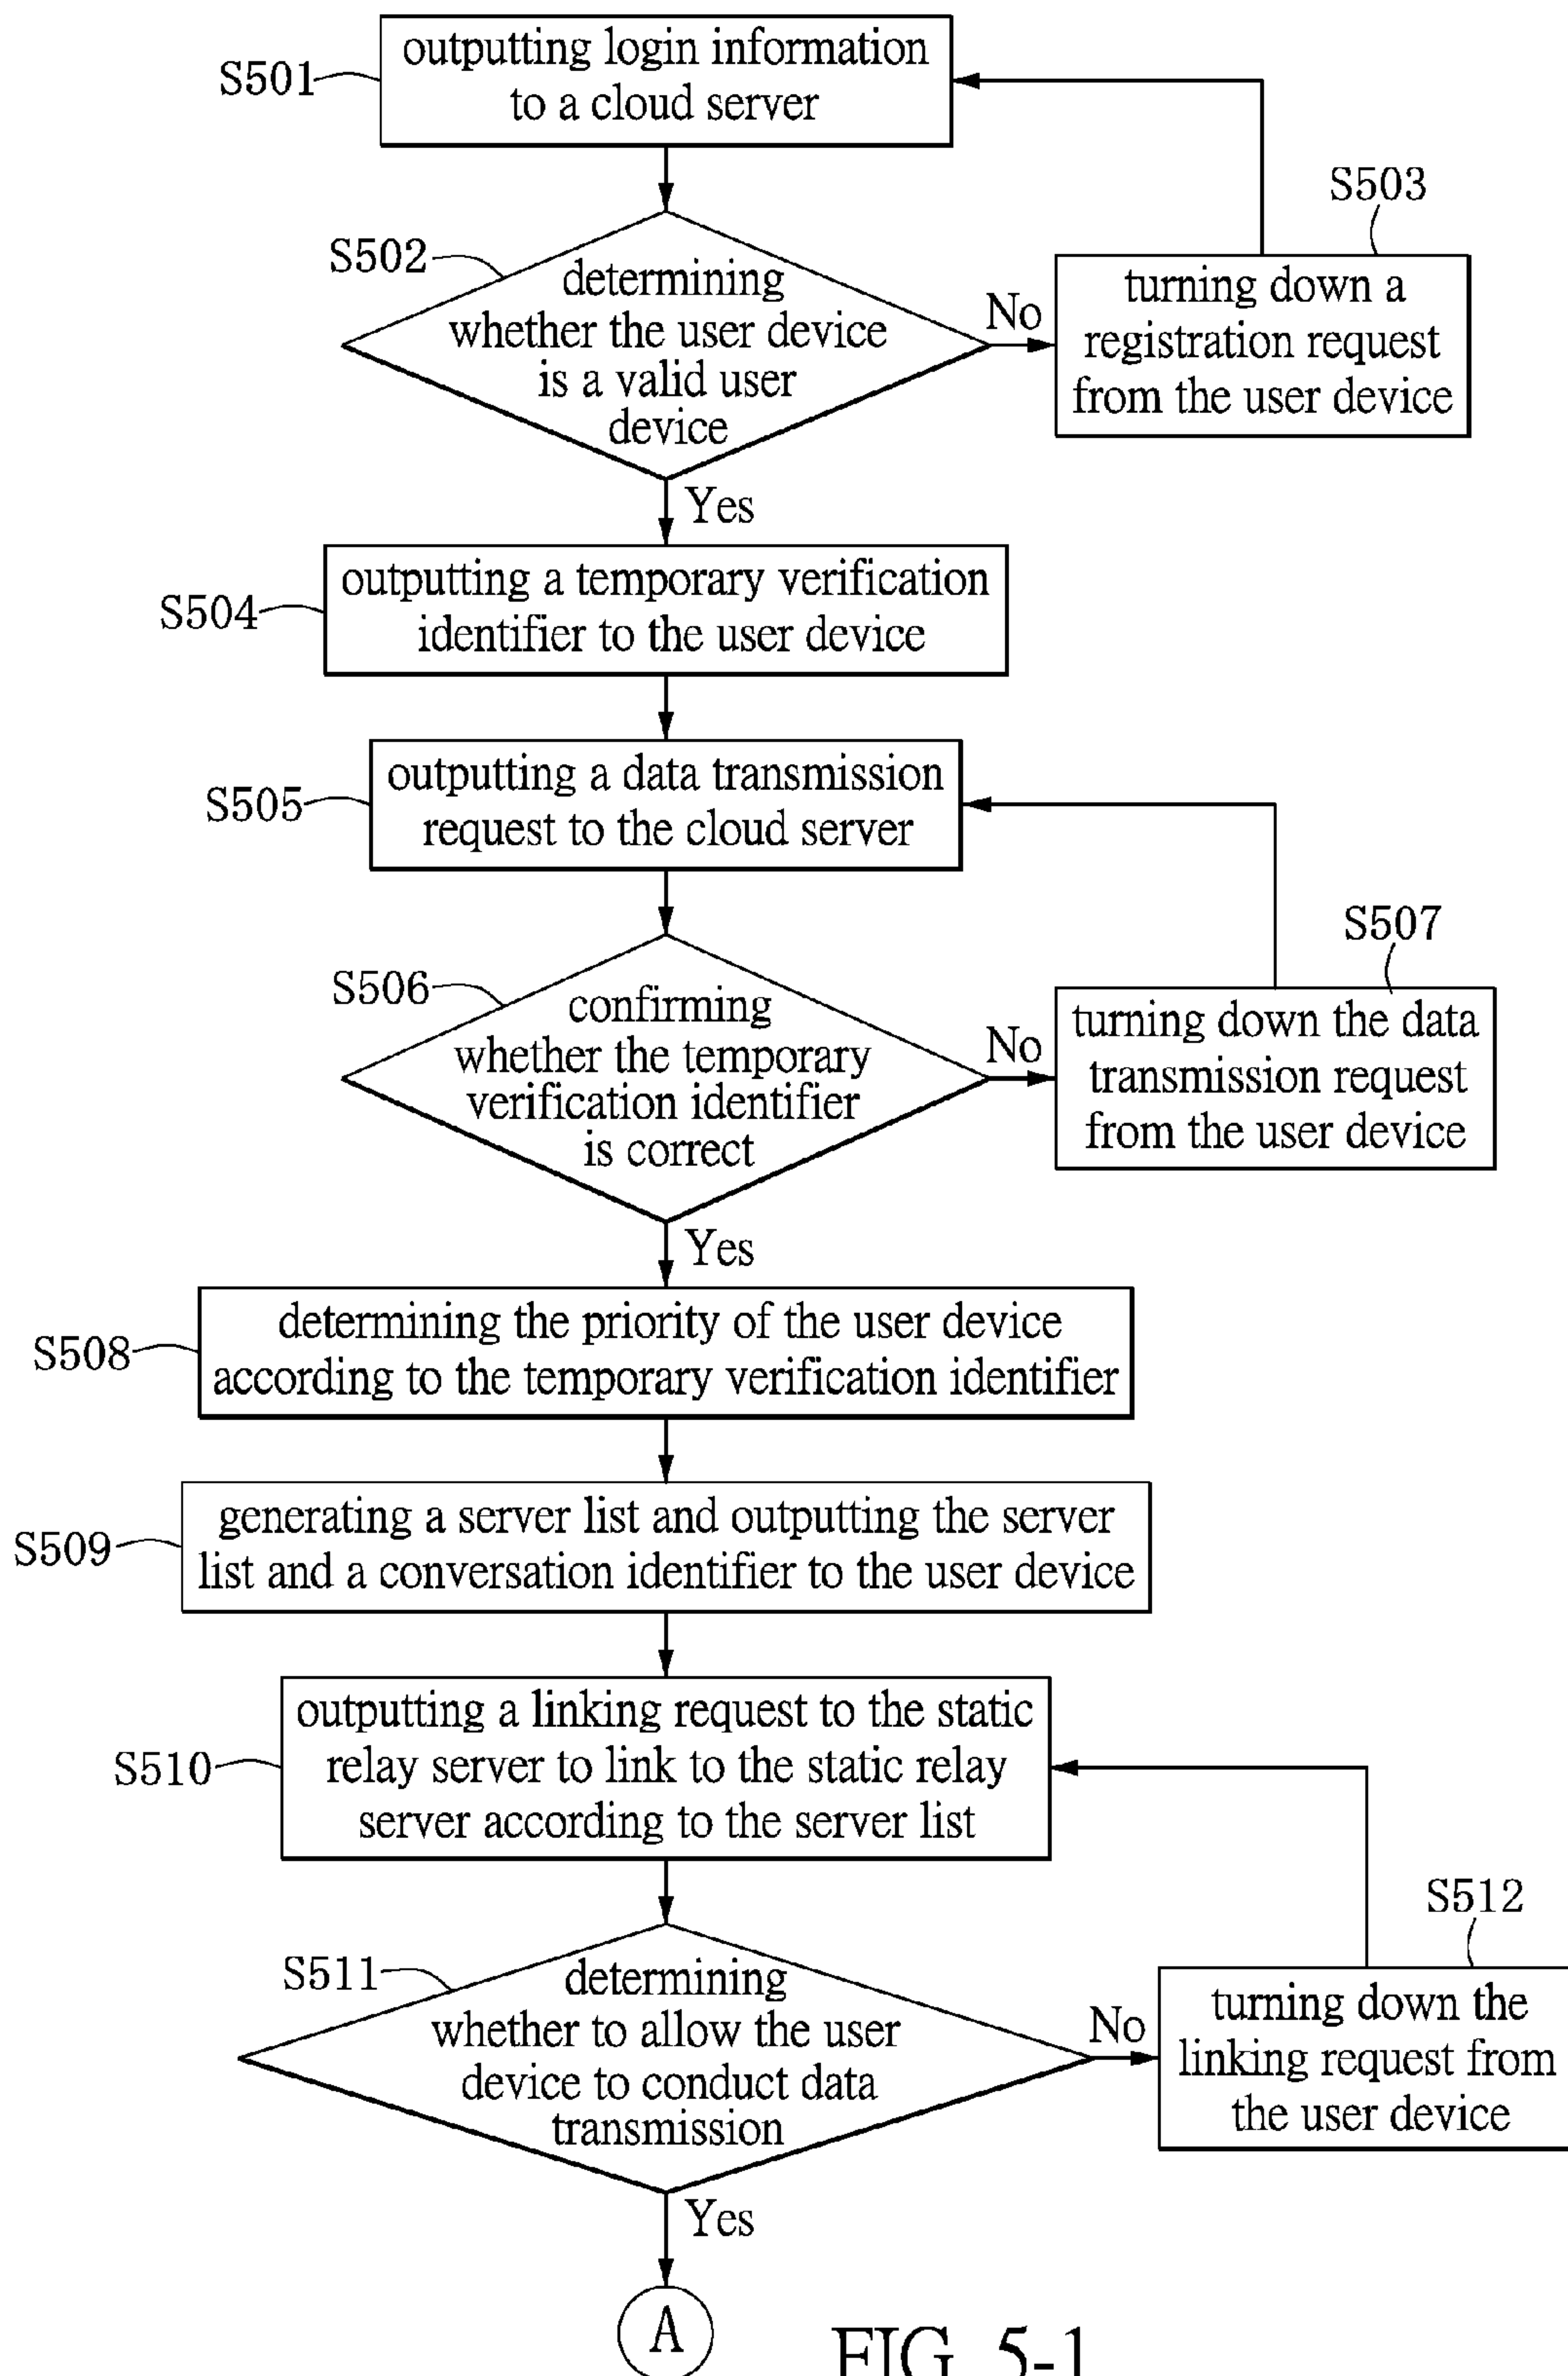 S501
outputting login information
to a cloud server
S502
determining
whether the user device
is a valid user
device
No
S503
turning down a
registration request
from the user device
Yes
S504
outputting a temporary verification
identifier to the user device
S505
outputting a data transmission
request to the cloud server
S506
confirming
whether the temporary
verification identifier
is correct
No
S507
turning down the data
transmission request
from the user device
Yes
S508
determining the priority of the user device
according to the temporary verification identifier
S509
generating a server list and outputting the server
list and a conversation identifier to the user device
S510
outputting a linking request to the static
relay server to link to the static relay
server according to the server list
S511
determining
whether to allow the user
device to conduct data
transmission
No
S512
turning down the
linking request from
the user device
Yes
A
FIG. 5-1